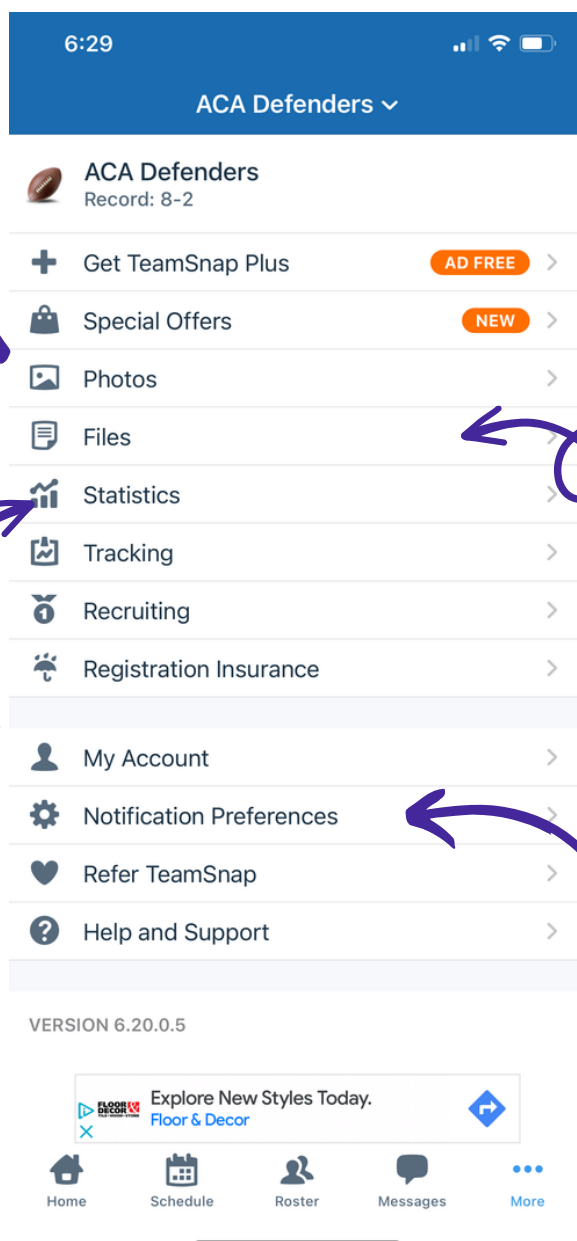 6:29
ACA Defenders
ACA Defenders
Record: 8-2
Get TeamSnap Plus AD FREE
Special Offers NEW
Photos
Files
Statistics
Tracking
Recruiting
Registration Insurance
My Account
Notification Preferences
Refer TeamSnap
Help and Support
VERSION 6.20.0.5
FLOOR & DECOR
Explore New Styles Today.
Floor & Decor
Home Schedule Roster Messages More